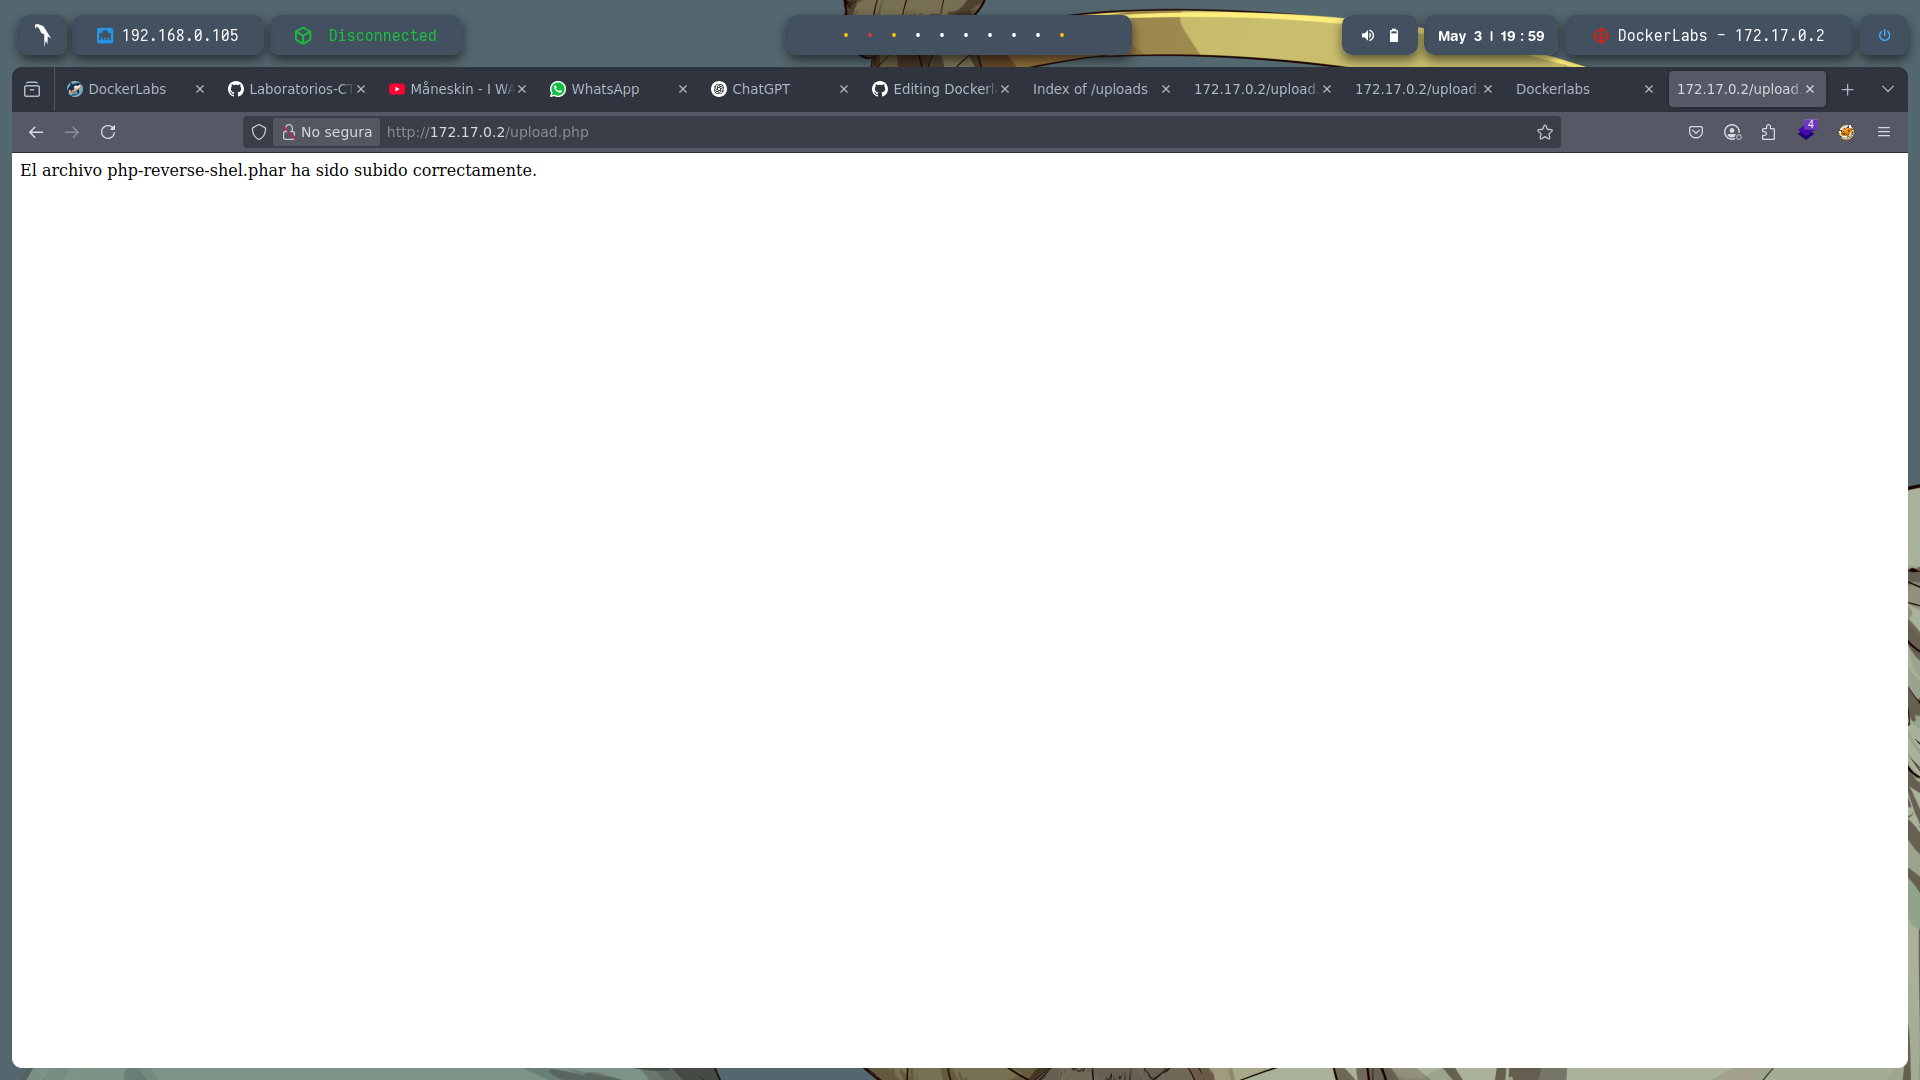 192.168.0.105
Disconnected
May 3 | 19:59
DockerLabs - 172.17.0.2
DockerLabs
Laboratorios-CT
Måneskin - I WA
WhatsApp
ChatGPT
Editing Dockerl
Index of /uploads
172.17.0.2/upload.
172.17.0.2/upload.
Dockerlabs
172.17.0.2/upload.
No segura
http://172.17.0.2/upload.php
4
El archivo php-reverse-shel.phar ha sido subido correctamente.